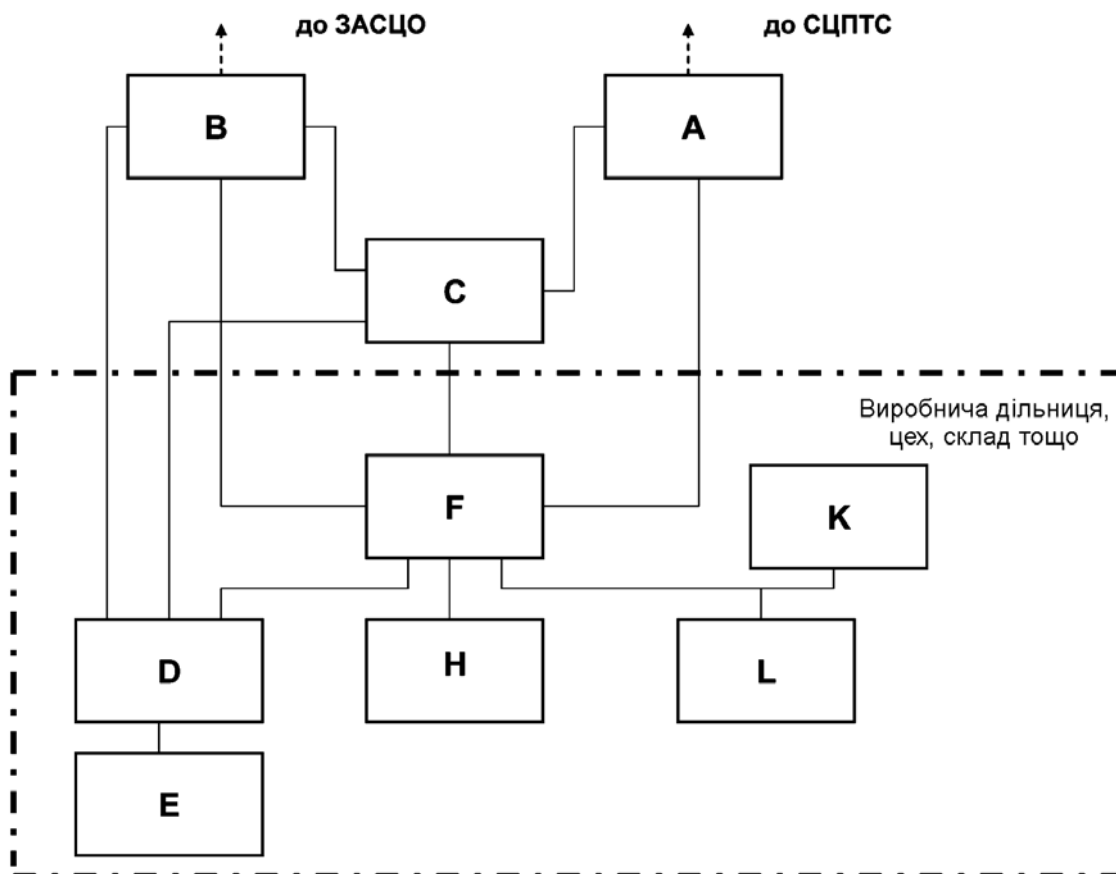 до ЗАСЦО
до СЦПТС
B
A
C
Виробнича дільниця,
цех, склад тощо
F
K
D
H
L
E